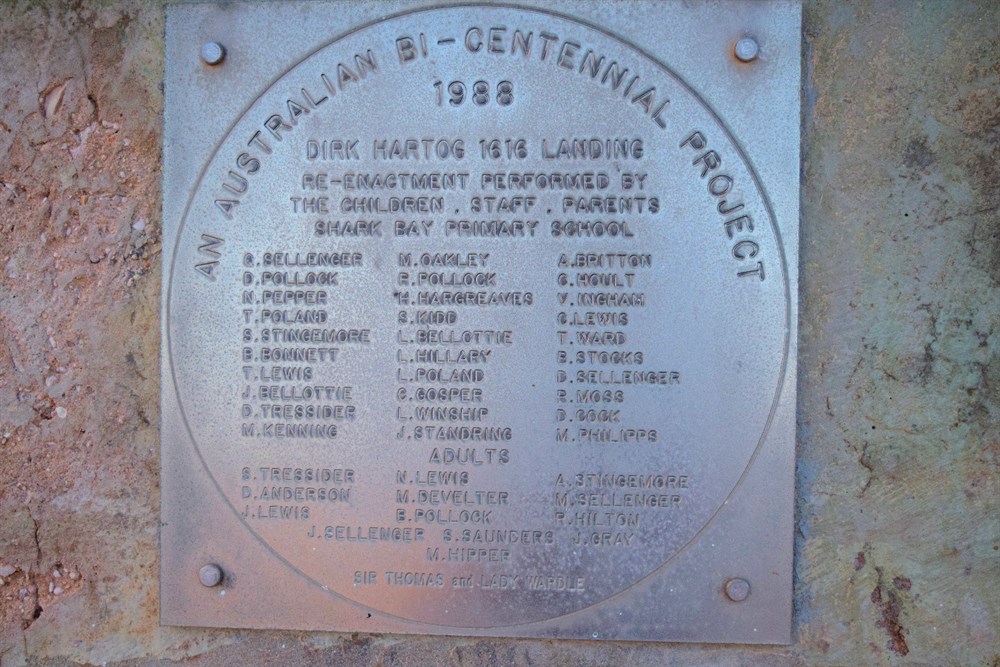 AN AUSTRALIAN BI-CENTENNIAL PROJECT
1988
DIRK HARTOG 1616 LANDING
RE-ENACTMENT PERFORMED BY
THE CHILDREN . STAFF . PARENTS
SHARK BAY PRIMARY SCHOOL
G.SELLENGER M.OAKLEY A.BRITTON
D.POLLOCK R.POLLOCK C.HOULT
N.PEPPER H.HARGREAVES V.INGHAM
T.POLAND S.KIDD C.LEWIS
S.STINGEMORE L.BELLOTTIE T.WARD
B.BONNETT L.HILLARY B.STOCKS
T.LEWIS L.POLAND D.SELLENGER
J.BELLOTTIE C.GOSPER R.MOSS
D.TRESSIDER L.WINSHIP D.COCK
M.KENNING J.STANDRING M.PHILIPPS
ADULTS
S.TRESSIDER N.LEWIS A.STINGEMORE
D.ANDERSON M.DEVELTER M.SELLENGER
J.LEWIS B.POLLOCK R.HILTON
J.SELLENGER S.SAUNDERS J.GRAY
M.HIPPER
SIR THOMAS and LADY WARDLE